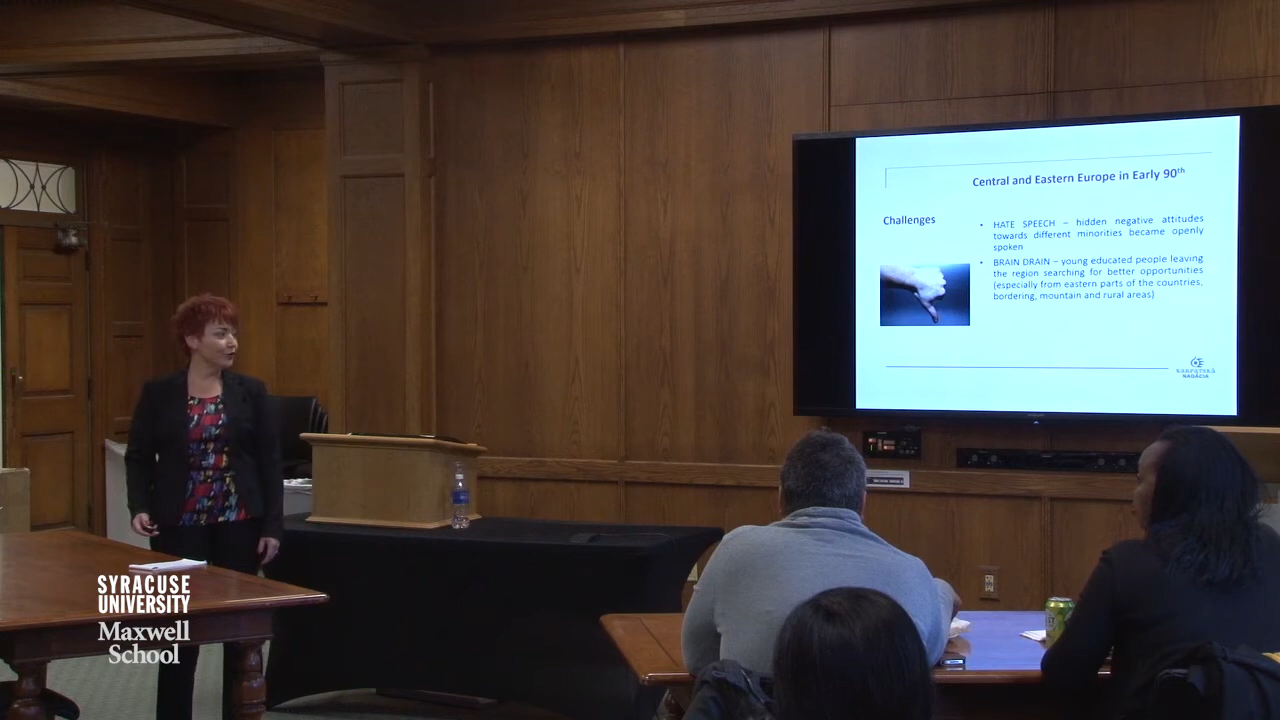 Central and Eastern Europe in Early 90th
Challenges
• HATE SPEECH – hidden negative attitudes
towards different minorities became openly
spoken
• BRAIN DRAIN – young educated people leaving
the region searching for better opportunities
(especially from eastern parts of the countries,
bordering, mountain and rural areas)
KARPATSKÁ
NADÁCIA
SYRACUSE
UNIVERSITY
Maxwell
School